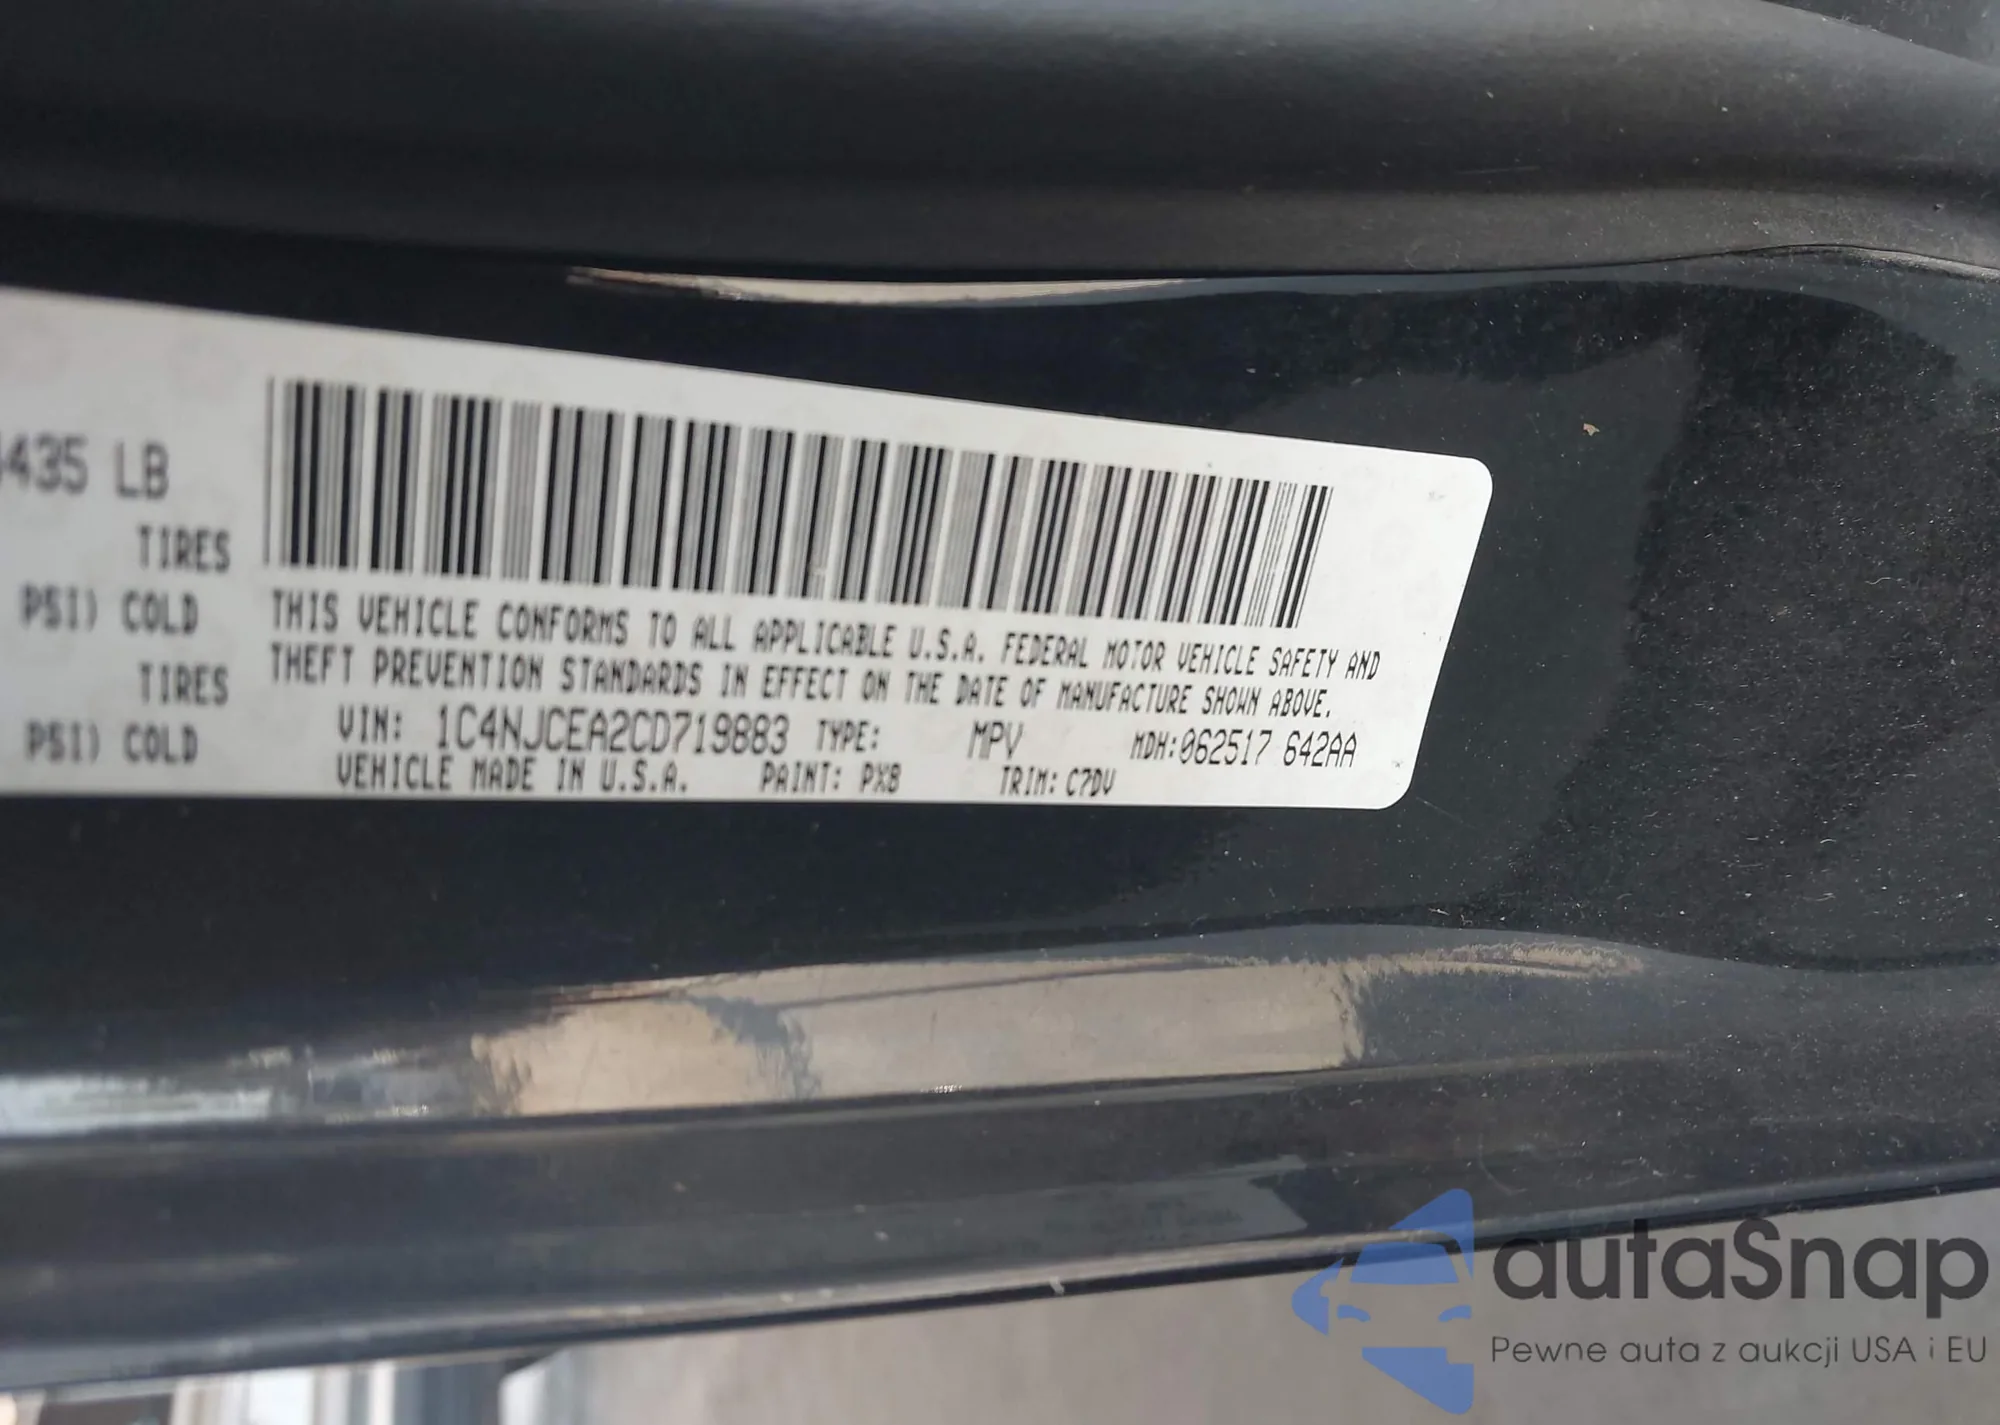 435 LB
TIRES
PSI) COLD
TIRES
PSI) COLD
THIS VEHICLE CONFORMS TO ALL APPLICABLE U.S.A. FEDERAL MOTOR VEHICLE SAFETY AND
THEFT PREVENTION STANDARDS IN EFFECT ON THE DATE OF MANUFACTURE SHOWN ABOVE.
VIN: 1C4NJCEA2CD719883 TYPE: MPV MDH:062517 642AA
VEHICLE MADE IN U.S.A. PAINT: PX8 TRIM: C7DV
autaSnap
Pewne auta z aukcji USA i EU